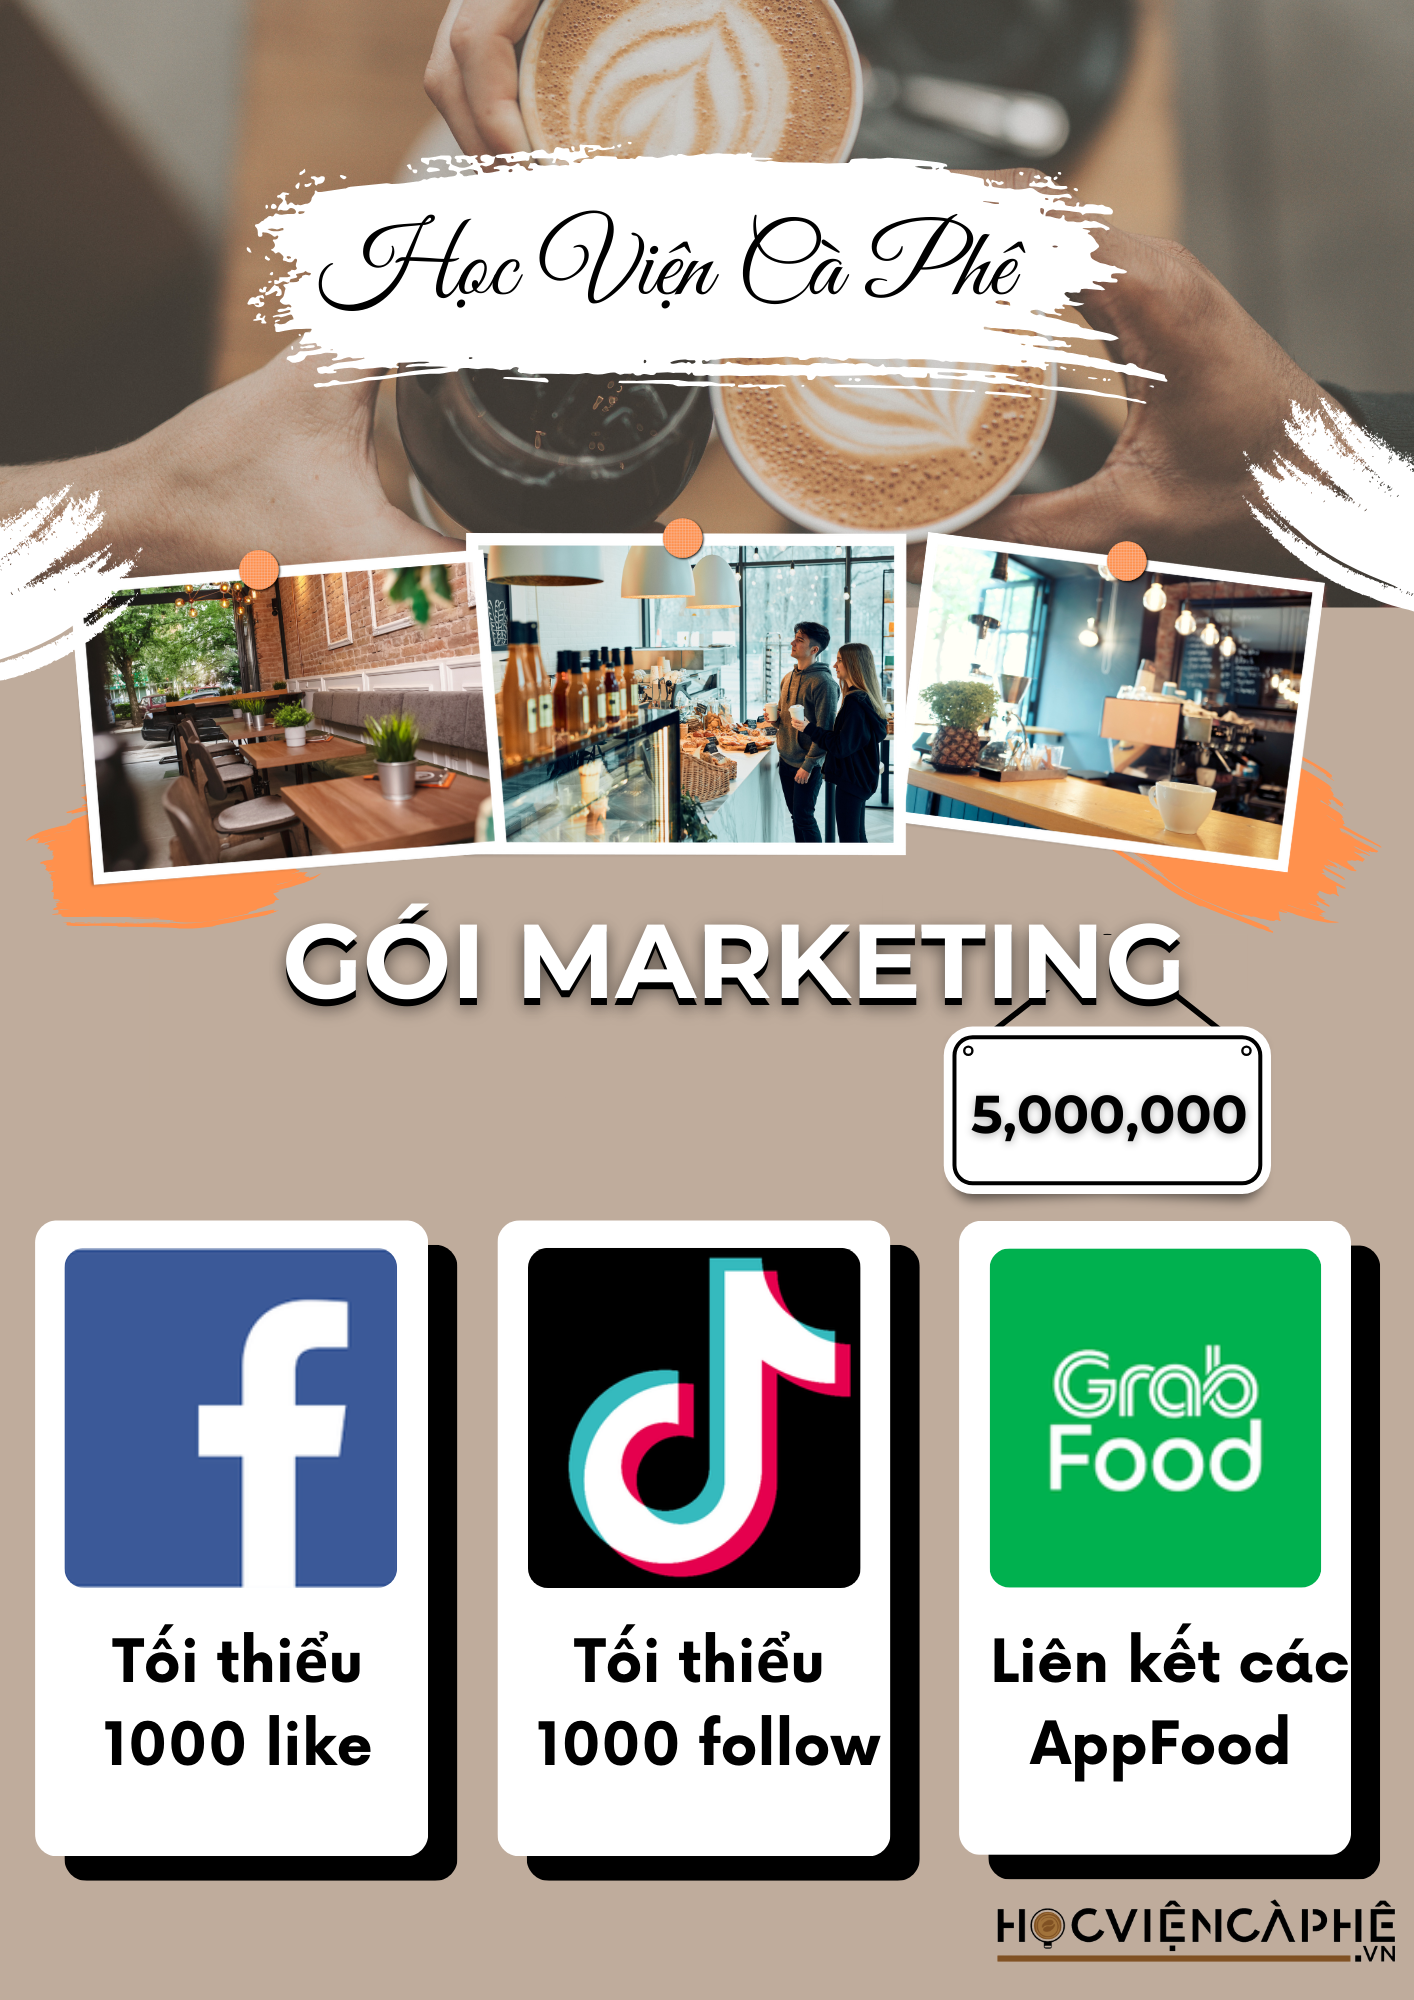 Học Viện Cà Phê
GÓI MARKETING
5,000,000
Grab
Food
Tối thiểu
1000 like
Tối thiểu
1000 follow
Liên kết các
AppFood
HỌCVIỆNCÀPHÊ
.VN